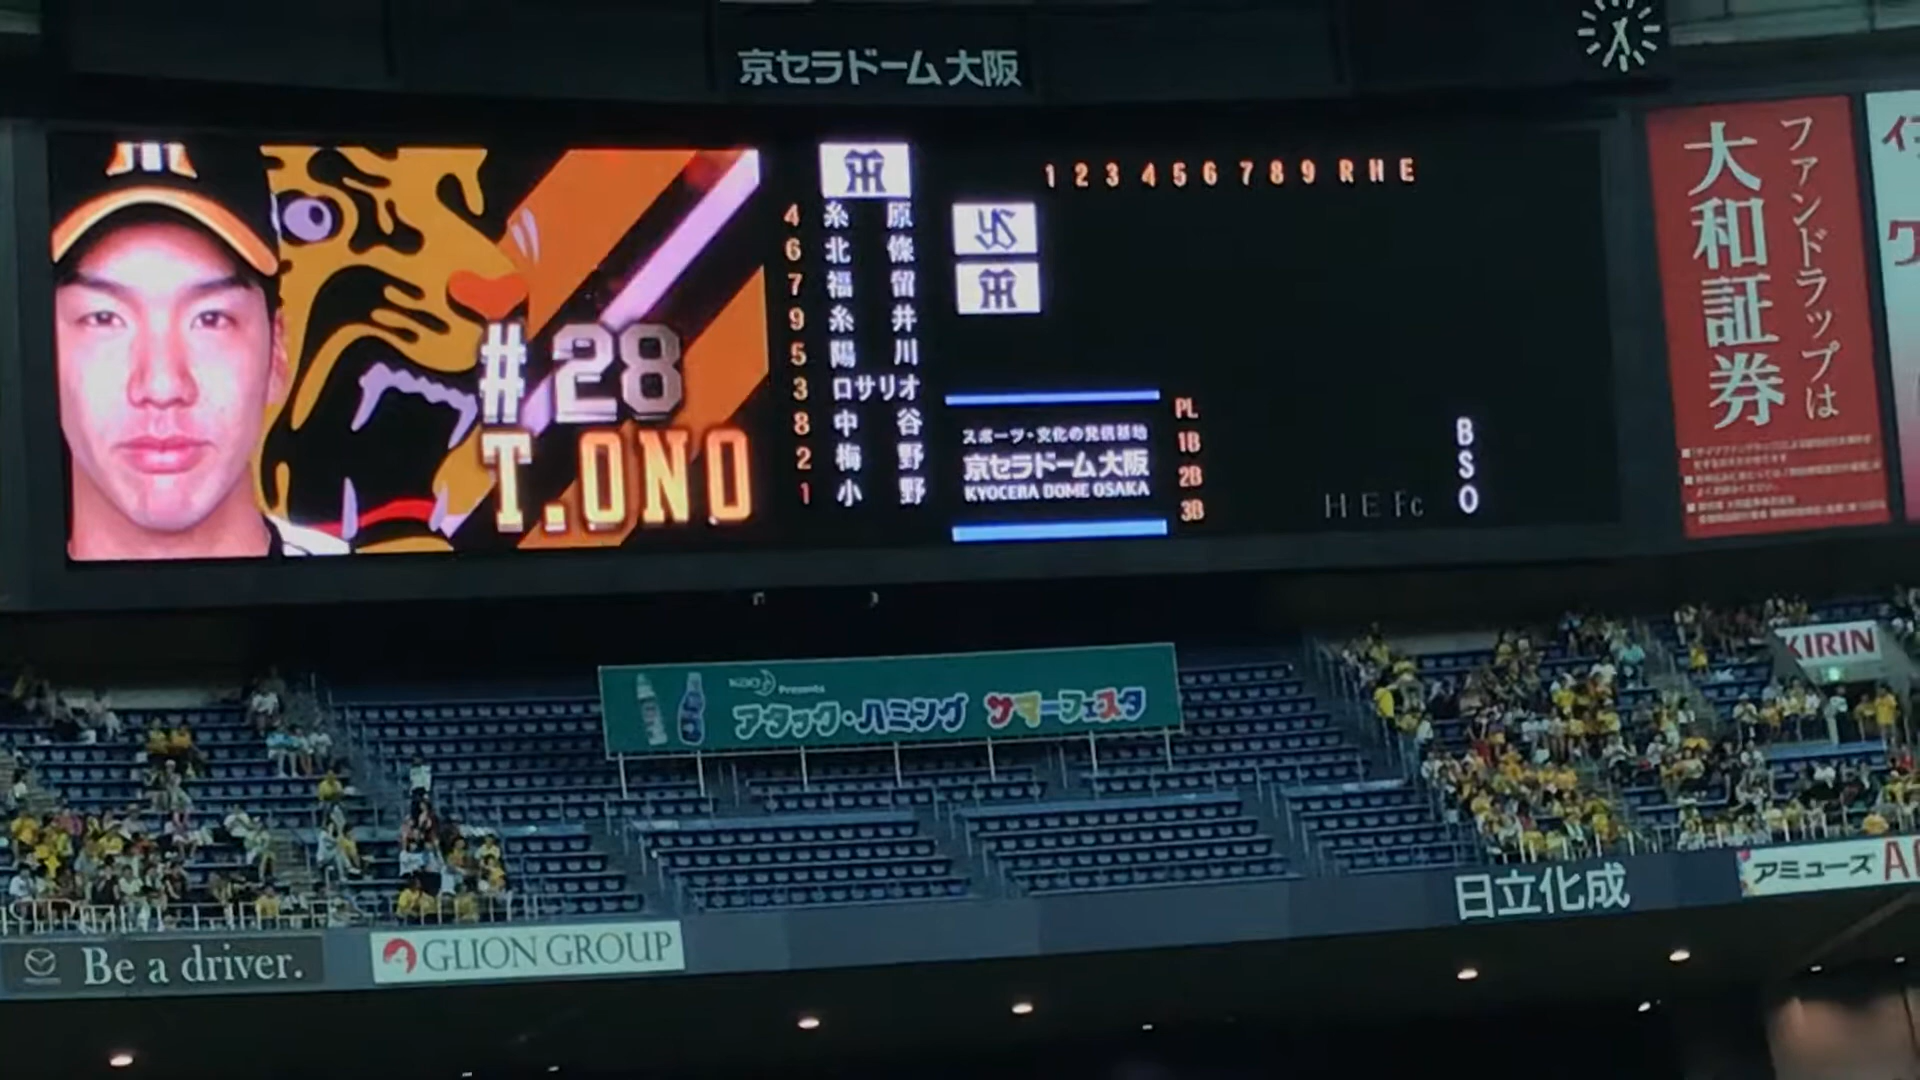 京セラドーム大阪
#28
T.ONO
4 糸原
6 北條
7 福留
9 糸井
5 陽川
3 ロサリオ
8 中谷
2 梅野
1 小野
1 2 3 4 5 6 7 8 9 R H E
YS
スポーツ・文化の発信基地
京セラドーム大阪
KYOCERA DOME OSAKA
PL
1B
2B
3B
H E Fc
B
S
O
ファンドラップは
大和証券
KIRIN
Kao Presents
アタック・ハミング サマーフェスタ
日立化成
アミューズ
Be a driver.
GLION GROUP